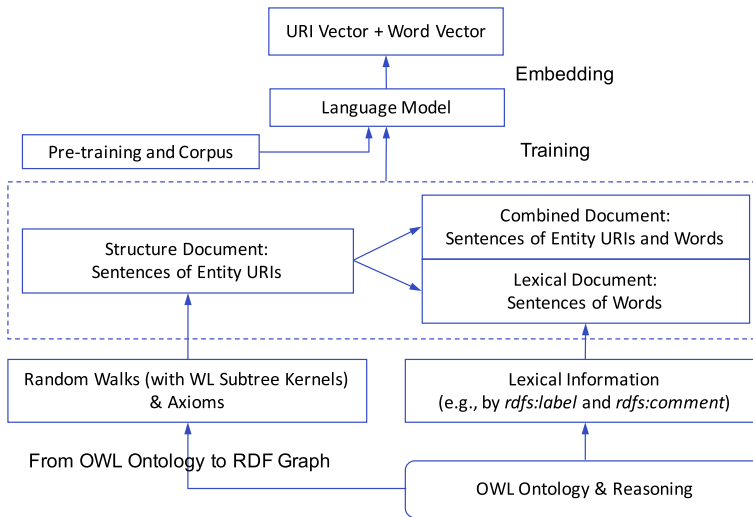 URI Vector + Word Vector
Embedding
Language Model
Pre-training and Corpus
Training
Combined Document:
Sentences of Entity URIs and Words
Structure Document:
Sentences of Entity URIs
Lexical Document:
Sentences of Words
Random Walks (with WL Subtree Kernels)
& Axioms
Lexical Information
(e.g., by rdfs:label and rdfs:comment)
From OWL Ontology to RDF Graph
OWL Ontology & Reasoning